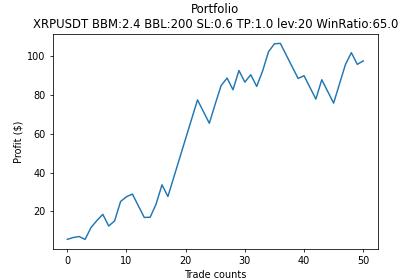 Portfolio
XRPUSDT BBM:2.4 BBL:200 SL:0.6 TP:1.0 lev:20 WinRatio:65.0
100
80
60
40
20
Profit ($)
0
10
20
30
40
50
Trade counts